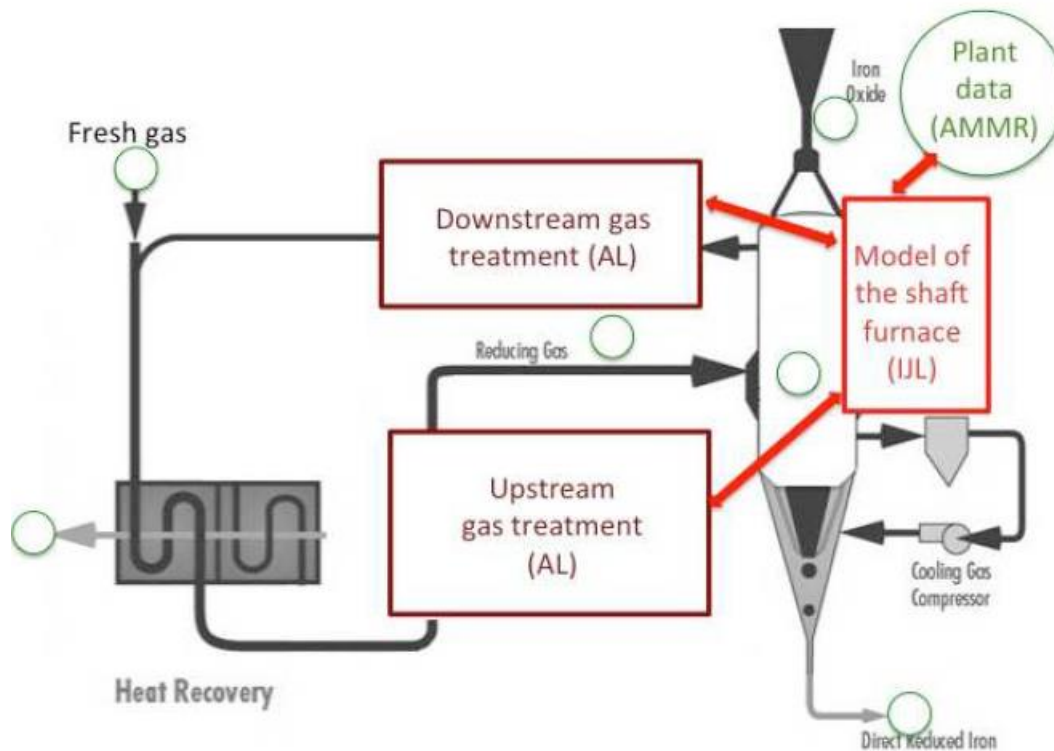 Fresh gas
Iron
Oxide
Plant
data
(AMMR)
Downstream gas
treatment (AL)
Model of
the shaft
furnace
(IJL)
Reducing Gas
Upstream
gas treatment
(AL)
Cooling Gas
Compressor
Heat Recovery
Direct Reduced Iron